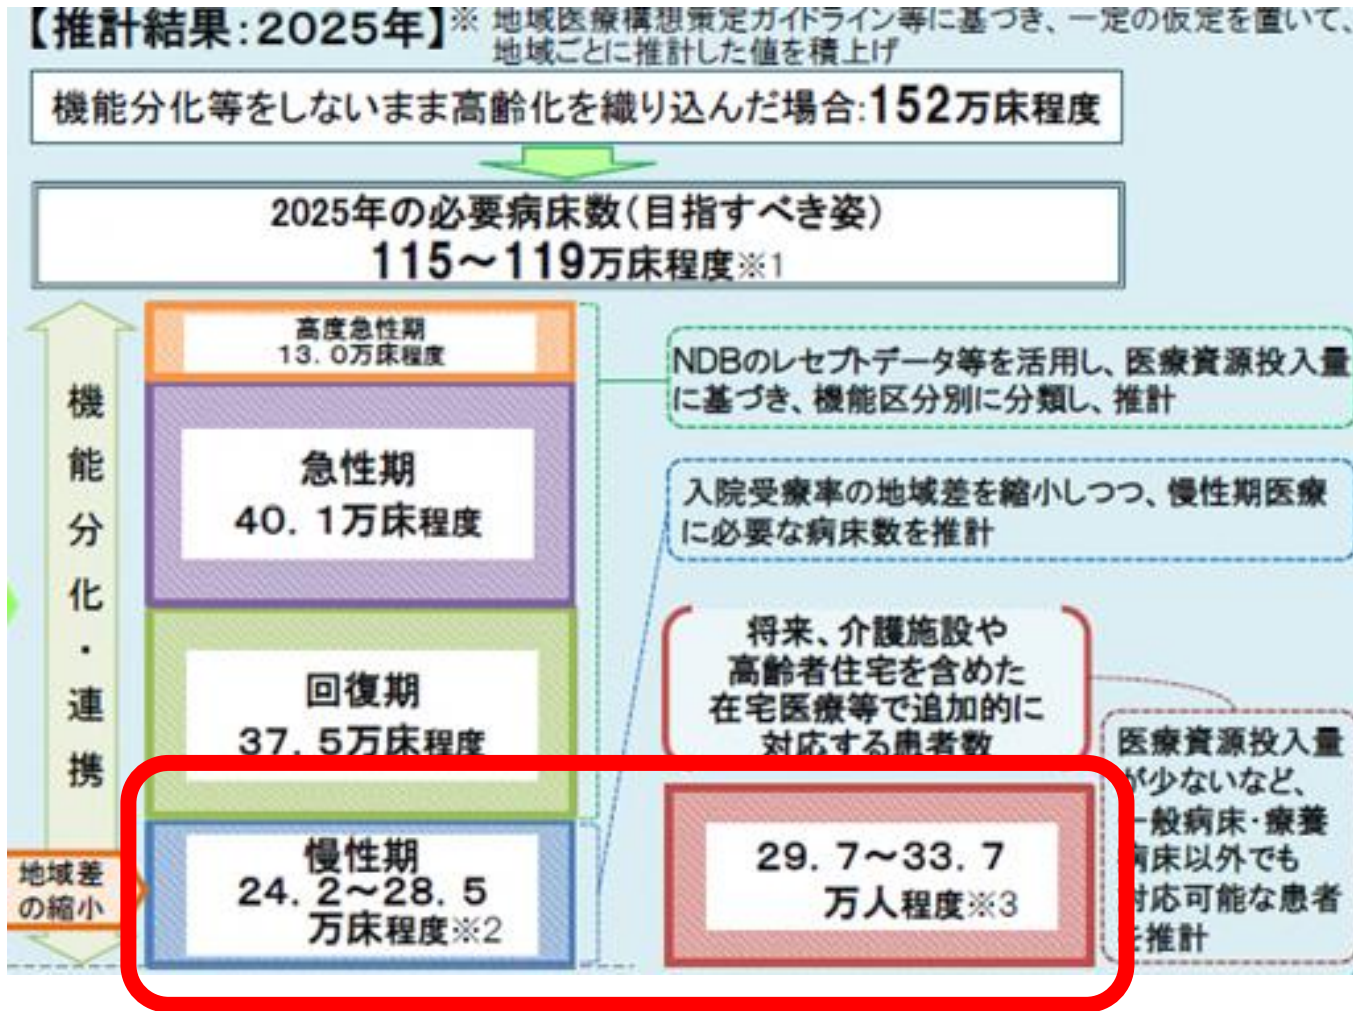 【推計結果：2025年】※ 地域医療構想策定ガイドライン等に基づき、一定の仮定を置いて、
地域ごとに推計した値を積上げ
機能分化等をしないまま高齢化を織り込んだ場合：152万床程度
2025年の必要病床数（目指すべき姿）
115～119万床程度※1
機能分化・連携
地域差
の縮小
高度急性期
13．0万床程度
急性期
40．1万床程度
回復期
37．5万床程度
慢性期
24．2～28．5
万床程度※2
NDBのレセプトデータ等を活用し、医療資源投入量
に基づき、機能区分別に分類し、推計
入院受療率の地域差を縮小しつつ、慢性期医療
に必要な病床数を推計
将来、介護施設や
高齢者住宅を含めた
在宅医療等で追加的に
対応する患者数
29．7～33．7
万人程度※3
医療資源投入量
が少ないなど、
一般病床・療養
病床以外でも
対応可能な患者
を推計